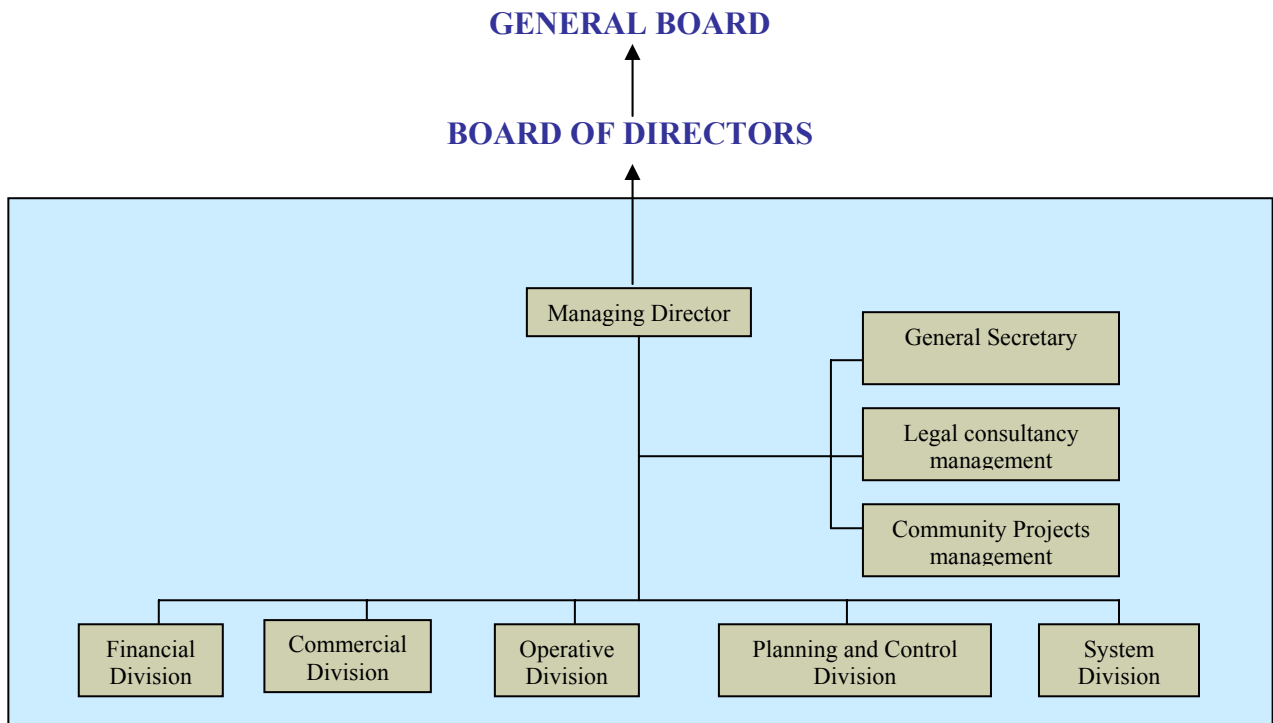 GENERAL BOARD
BOARD OF DIRECTORS
Managing Director
General Secretary
Legal consultancy
management
Community Projects
management
Financial
Division
Commercial
Division
Operative
Division
Planning and Control
Division
System
Division